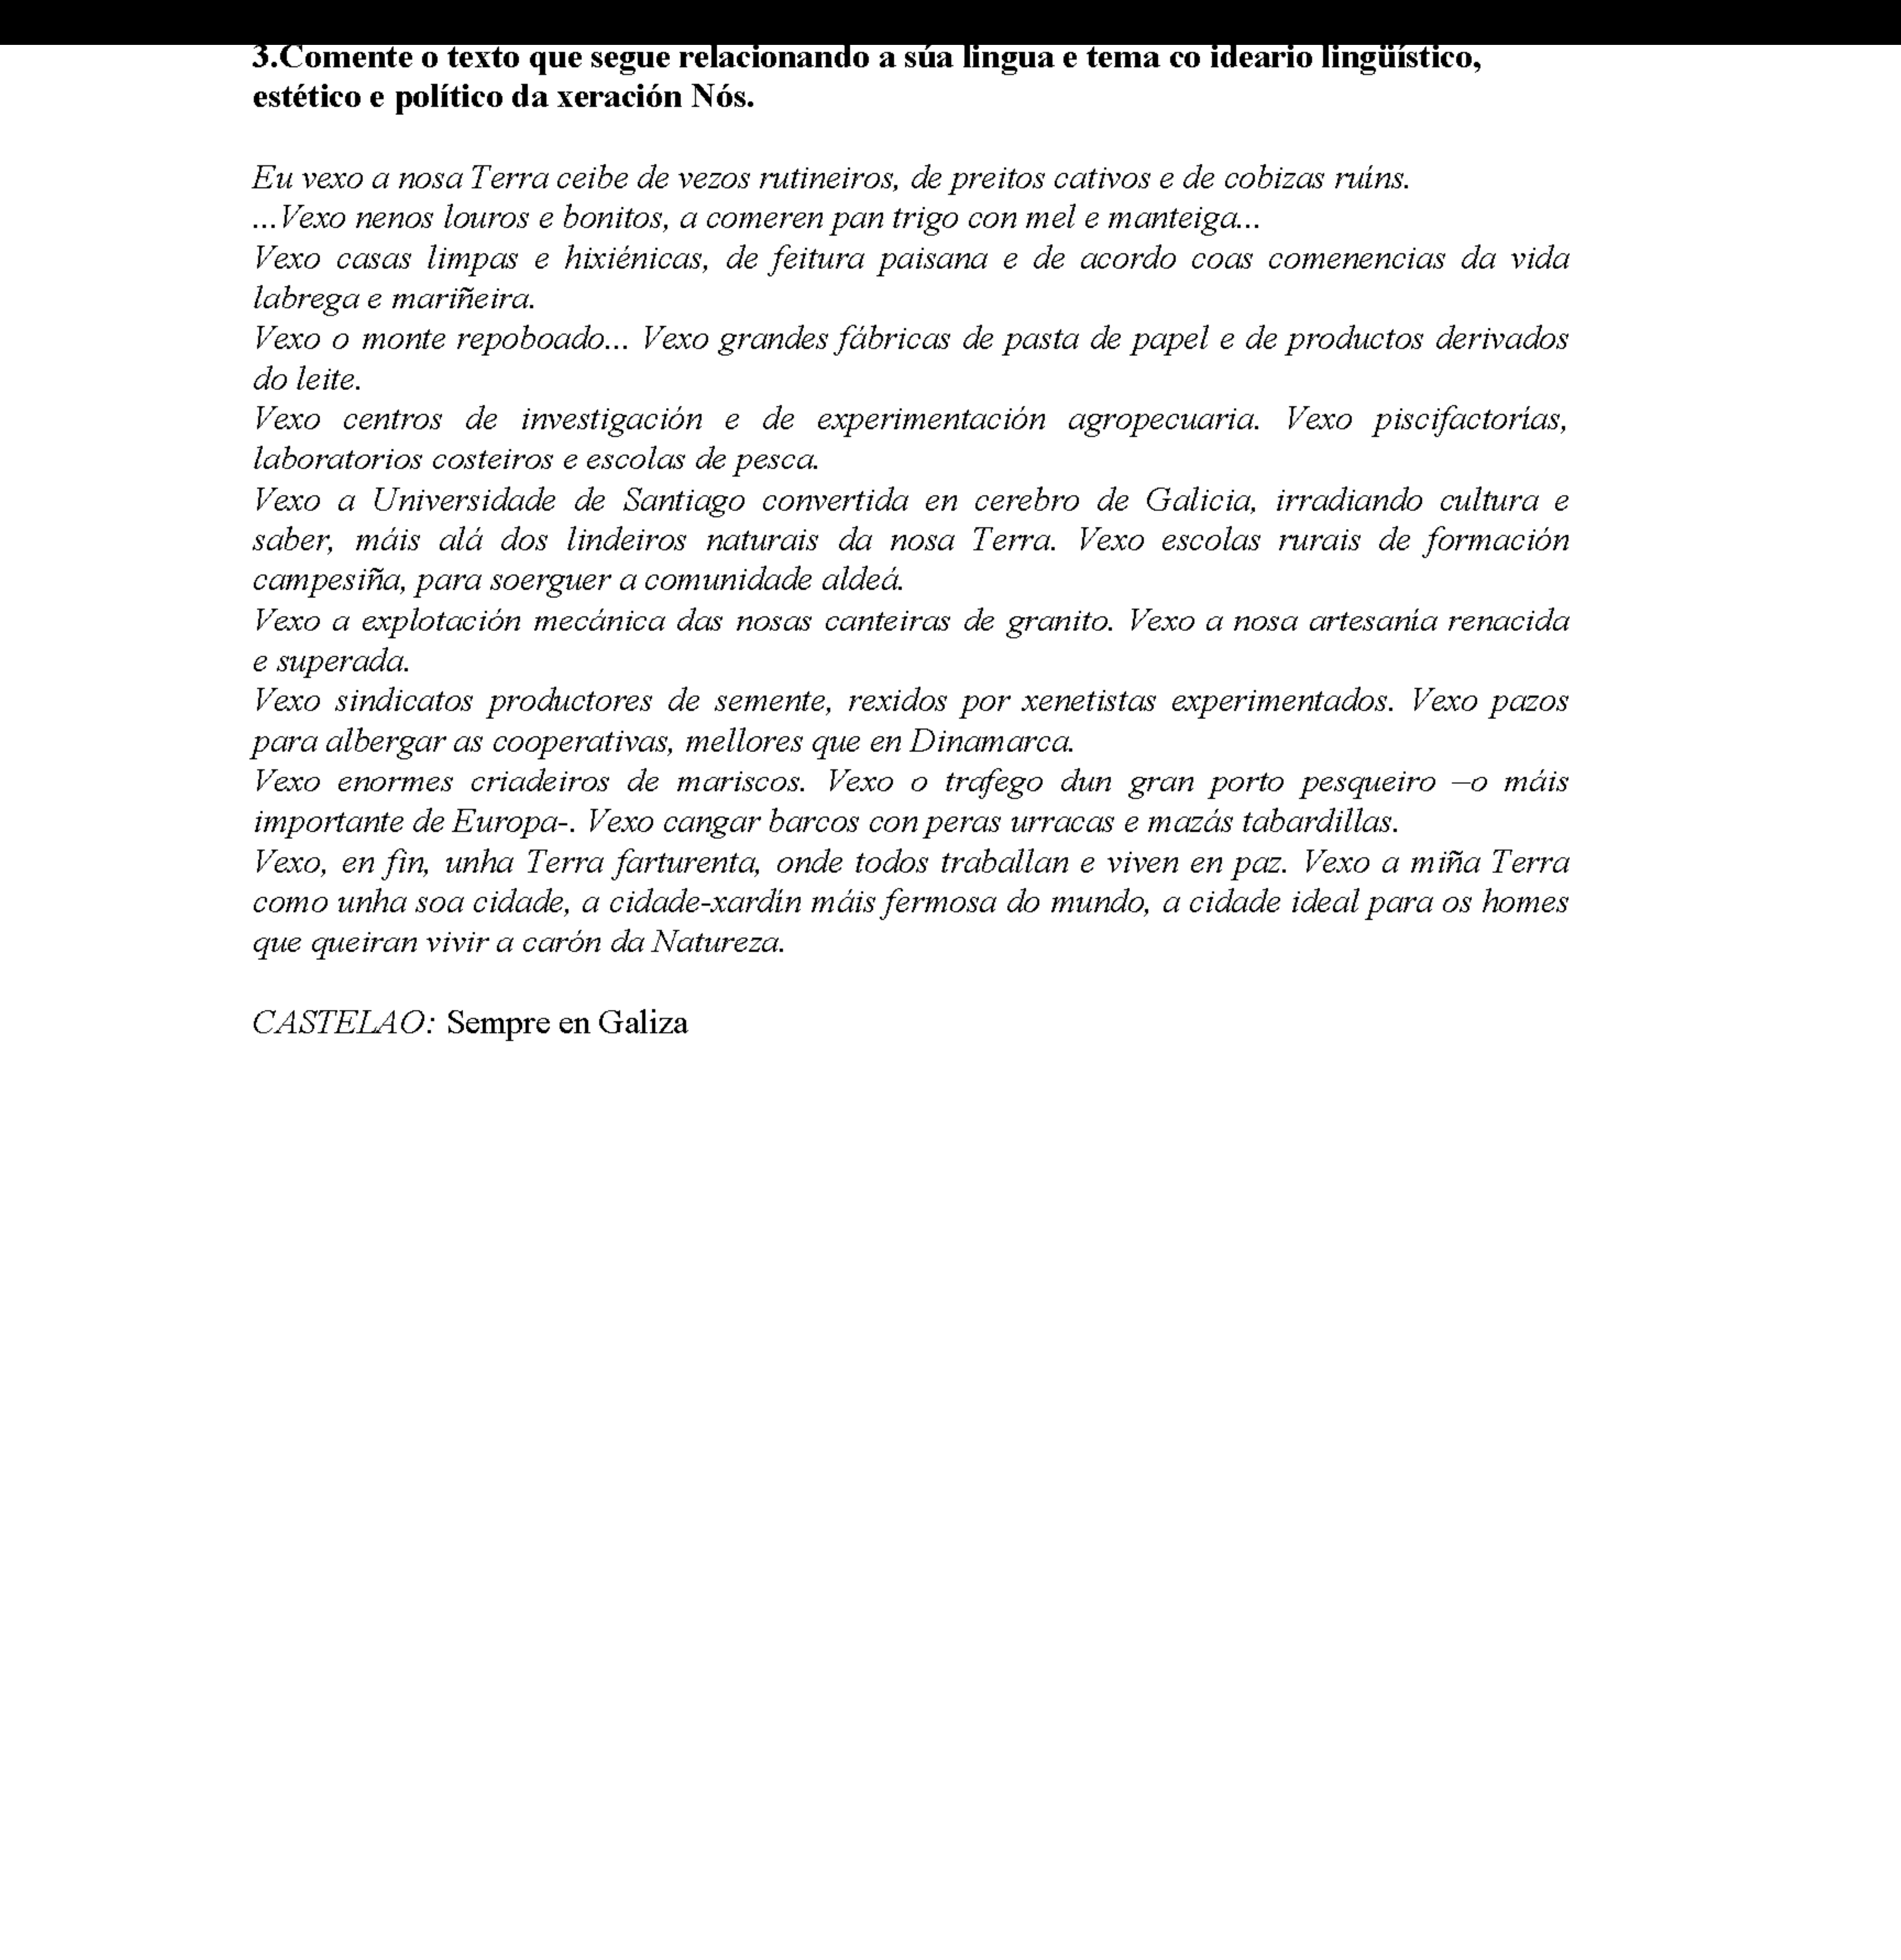 3.Comente o texto que segue relacionando a súa lingua e tema co ideario lingüístico,
estético e político da xeración Nós.
Eu vexo a nosa Terra ceibe de vezos rutineiros, de preitos cativos e de cobizas ruíns.
...Vexo nenos louros e bonitos, a comeren pan trigo con mel e manteiga...
Vexo casas limpas e hixiénicas, de feitura paisana e de acordo coas comenencias da vida
labrega e mariñeira.
Vexo o monte repoboado... Vexo grandes fábricas de pasta de papel e de productos derivados
do leite.
Vexo centros de investigación e de experimentación agropecuaria. Vexo piscifactorías,
laboratorios costeiros e escolas de pesca.
Vexo a Universidade de Santiago convertida en cerebro de Galicia, irradiando cultura e
saber, máis alá dos lindeiros naturais da nosa Terra. Vexo escolas rurais de formación
campesiña, para soerguer a comunidade aldeá.
Vexo a explotación mecánica das nosas canteiras de granito. Vexo a nosa artesanía renacida
e superada.
Vexo sindicatos productores de semente, rexidos por xenetistas experimentados. Vexo pazos
para albergar as cooperativas, mellores que en Dinamarca.
Vexo enormes criadeiros de mariscos. Vexo o trafego dun gran porto pesqueiro –o máis
importante de Europa-. Vexo cangar barcos con peras urracas e mazás tabardillas.
Vexo, en fin, unha Terra farturenta, onde todos traballan e viven en paz. Vexo a miña Terra
como unha soa cidade, a cidade-xardín máis fermosa do mundo, a cidade ideal para os homes
que queiran vivir a carón da Natureza.
CASTELAO: Sempre en Galiza